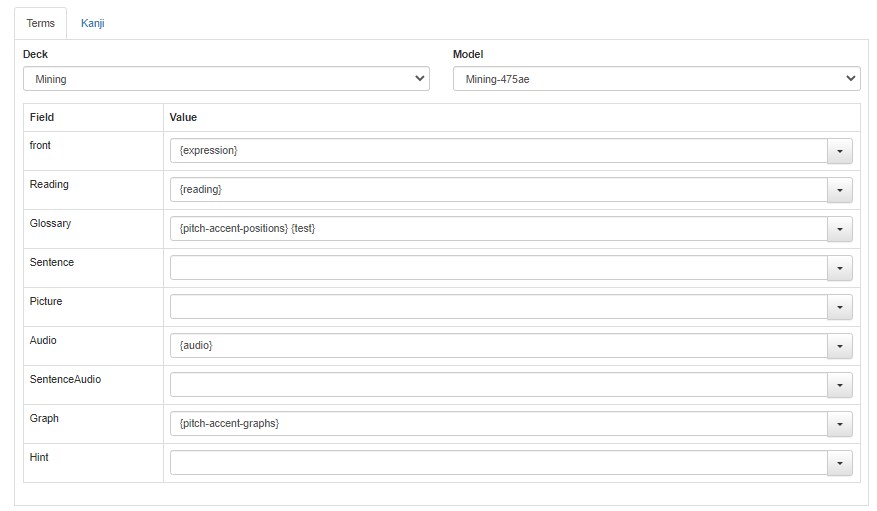 Terms Kanji
Deck Model
Mining Mining-475ae
Field Value
front {expression}
Reading {reading}
Glossary {pitch-accent-positions} {test}
Sentence
Picture
Audio {audio}
SentenceAudio
Graph {pitch-accent-graphs}
Hint